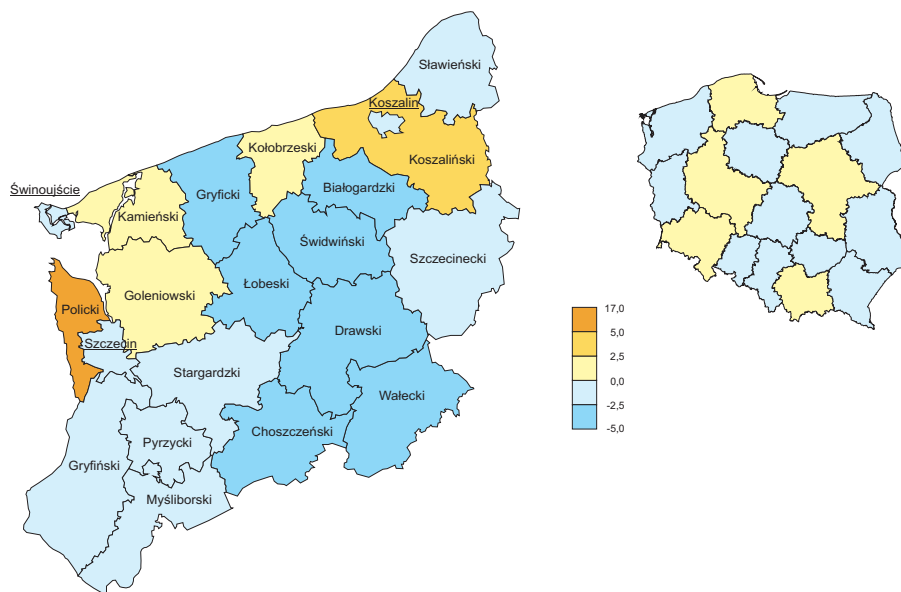 Sławieński
Koszalin
Kołobrzeski
Koszaliński
Świnoujście
Gryficki
Białogardzki
Kamieński
Świdwiński
Szczecinecki
Łobeski
Goleniowski
Policki
Szczecin
Drawski
Stargardzki
Wałecki
Choszczeński
Pyrzycki
Gryfiński
Myśliborski
17,0
5,0
2,5
0,0
-2,5
-5,0